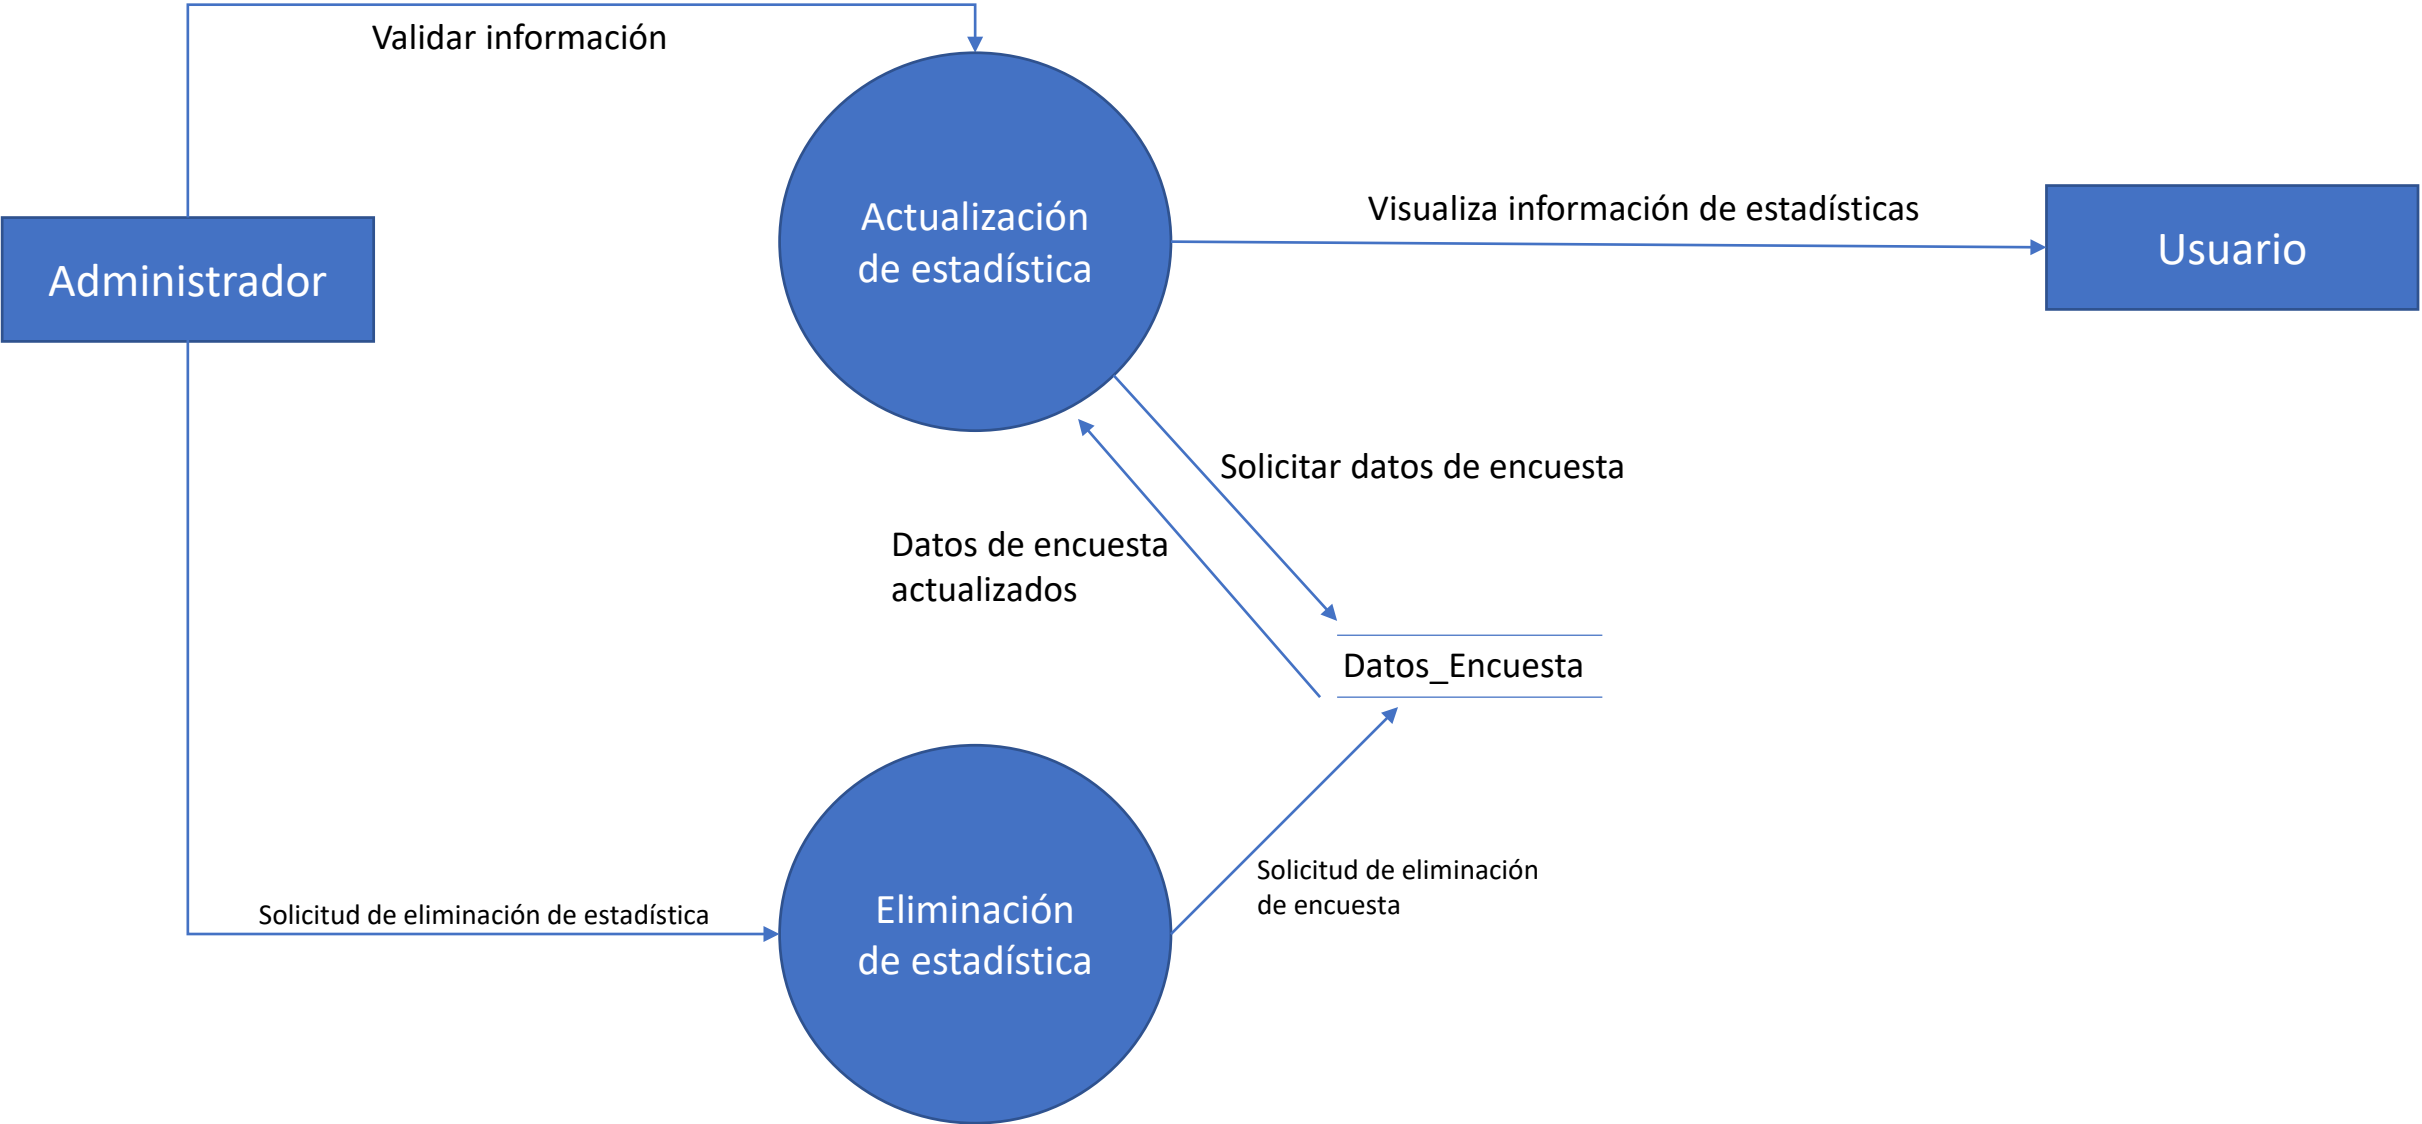 Validar información
Actualización
de estadística
Visualiza información de estadísticas
Usuario
Administrador
Solicitar datos de encuesta
Datos de encuesta
actualizados
Datos_Encuesta
Solicitud de eliminación
de encuesta
Solicitud de eliminación de estadística
Eliminación
de estadística